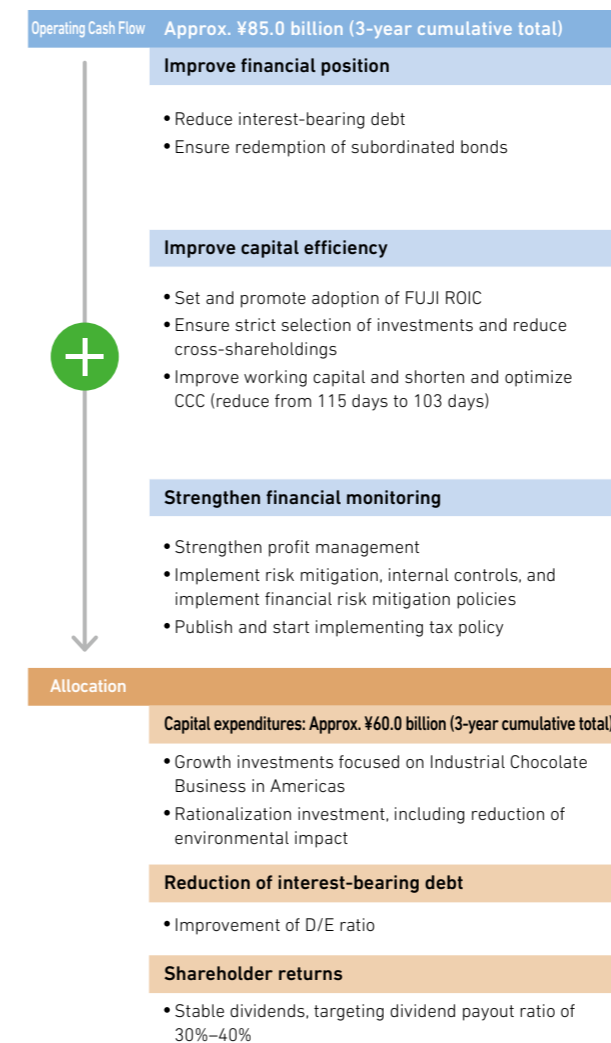 Operating Cash Flow Approx. ¥85.0 billion (3-year cumulative total)
Improve financial position
• Reduce interest-bearing debt
• Ensure redemption of subordinated bonds
Improve capital efficiency
• Set and promote adoption of FUJI ROIC
• Ensure strict selection of investments and reduce
cross-shareholdings
• Improve working capital and shorten and optimize
CCC (reduce from 115 days to 103 days)
Strengthen financial monitoring
• Strengthen profit management
• Implement risk mitigation, internal controls, and
implement financial risk mitigation policies
• Publish and start implementing tax policy
Allocation
Capital expenditures: Approx. ¥60.0 billion (3-year cumulative total)
• Growth investments focused on Industrial Chocolate
Business in Americas
• Rationalization investment, including reduction of
environmental impact
Reduction of interest-bearing debt
• Improvement of D/E ratio
Shareholder returns
• Stable dividends, targeting dividend payout ratio of
30%–40%